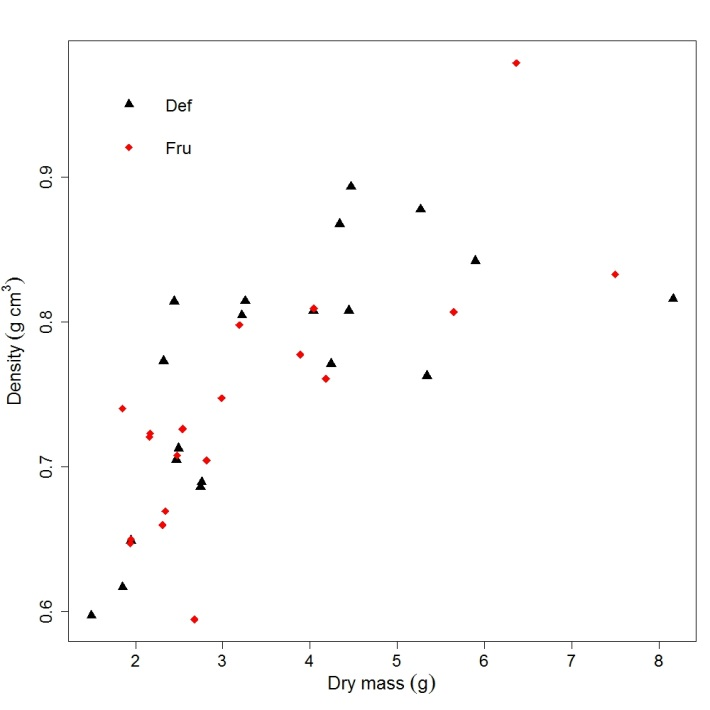 Def
Fru
0.9
0.8
0.7
0.6
Density (g cm³)
2 3 4 5 6 7 8
Dry mass (g)